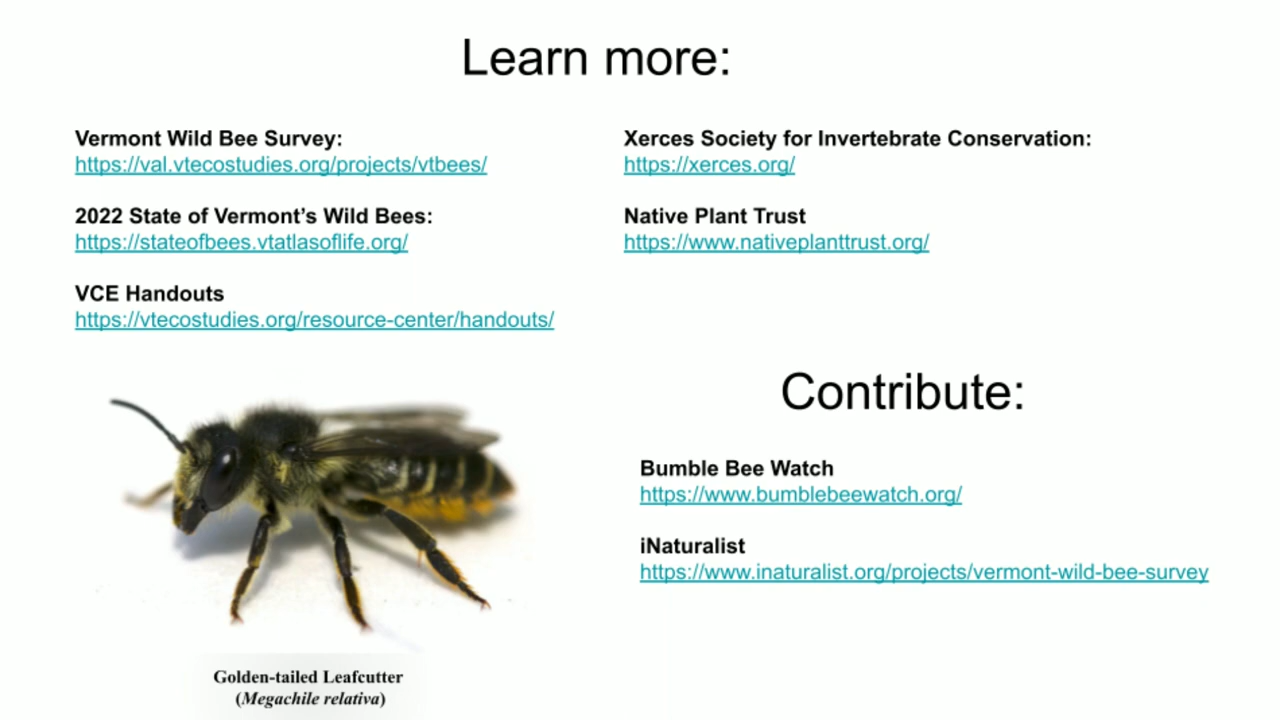 Learn more:
Vermont Wild Bee Survey:
https://val.vtecostudies.org/projects/vtbees/
2022 State of Vermont’s Wild Bees:
https://stateofbees.vtatlasoflife.org/
VCE Handouts
https://vtecostudies.org/resource-center/handouts/
Xerces Society for Invertebrate Conservation:
https://xerces.org/
Native Plant Trust
https://www.nativeplanttrust.org/
Contribute:
Bumble Bee Watch
https://www.bumblebeewatch.org/
iNaturalist
https://www.inaturalist.org/projects/vermont-wild-bee-survey
Golden-tailed Leafcutter
(Megachile relativa)